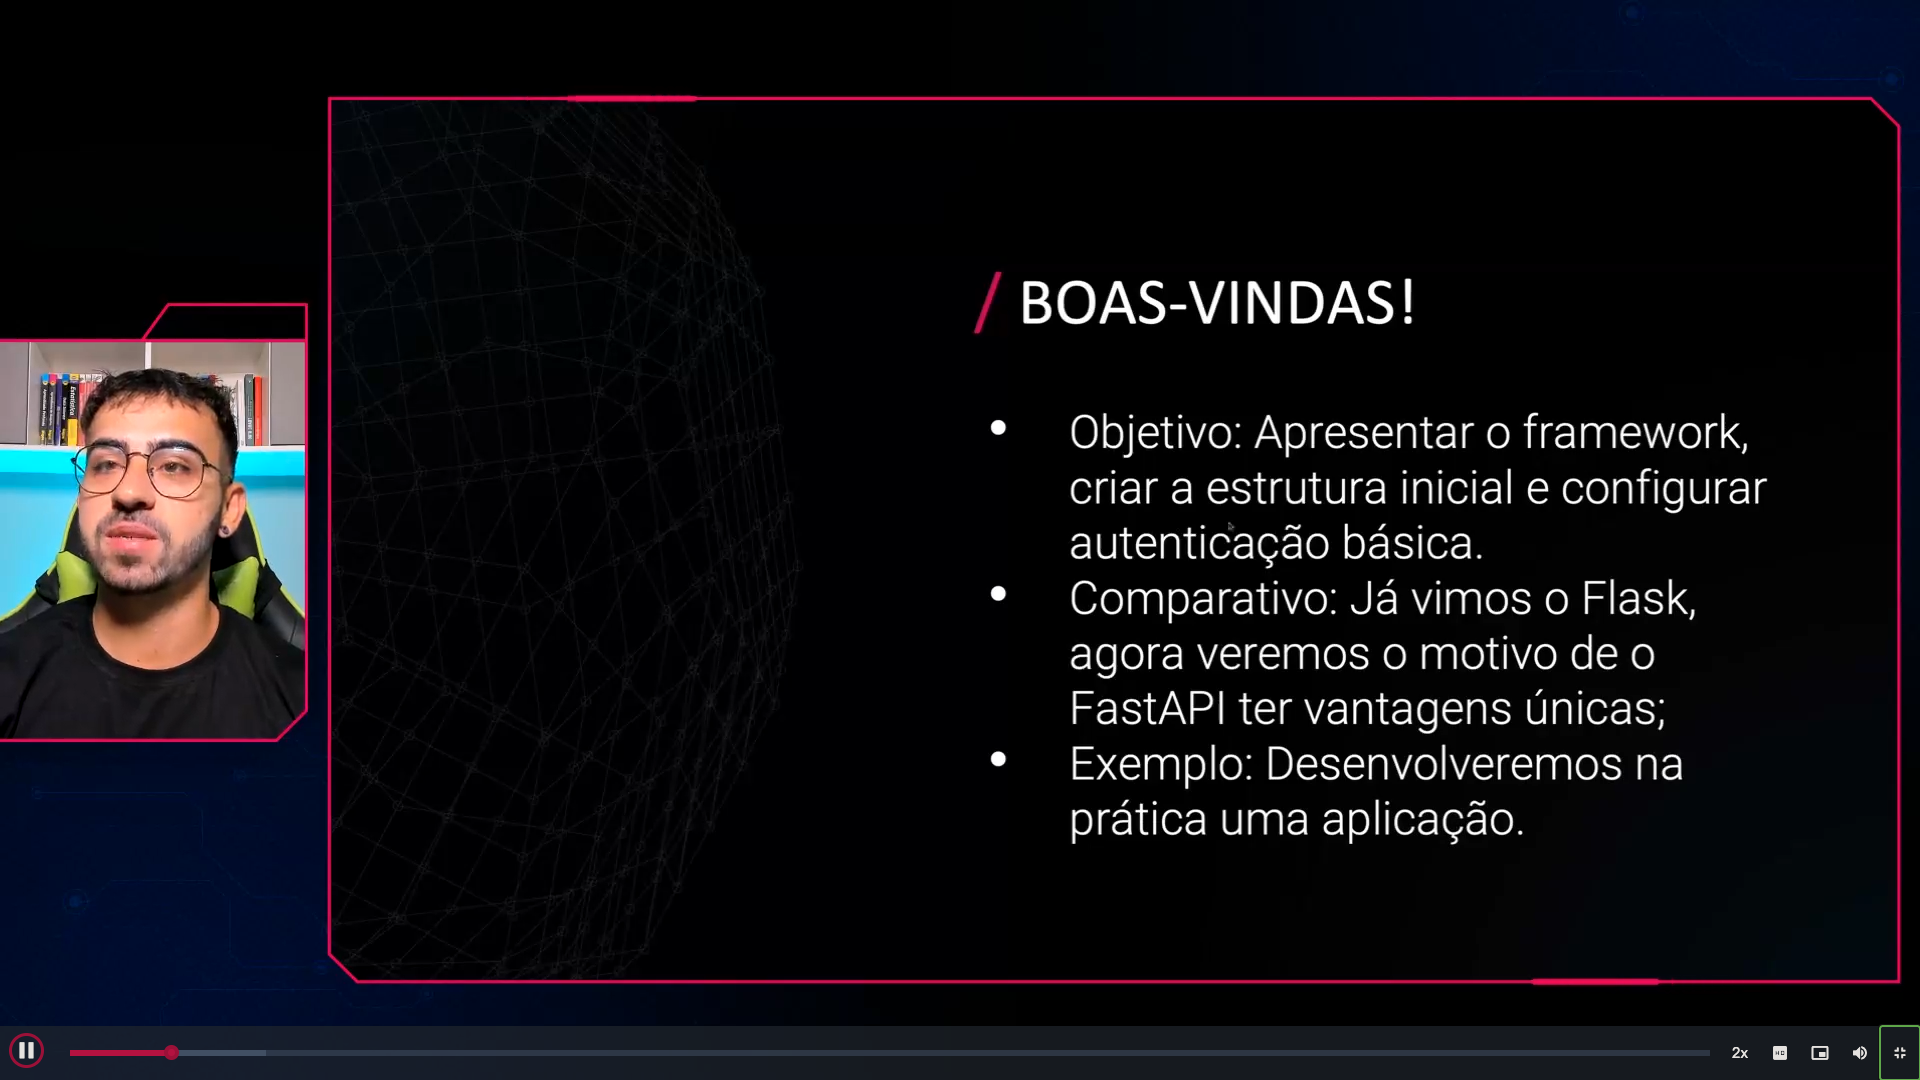 / BOAS-VINDAS!
• Objetivo: Apresentar o framework,
criar a estrutura inicial e configurar
autenticação básica.
• Comparativo: Já vimos o Flask,
agora veremos o motivo de o
FastAPI ter vantagens únicas;
• Exemplo: Desenvolveremos na
prática uma aplicação.
2x